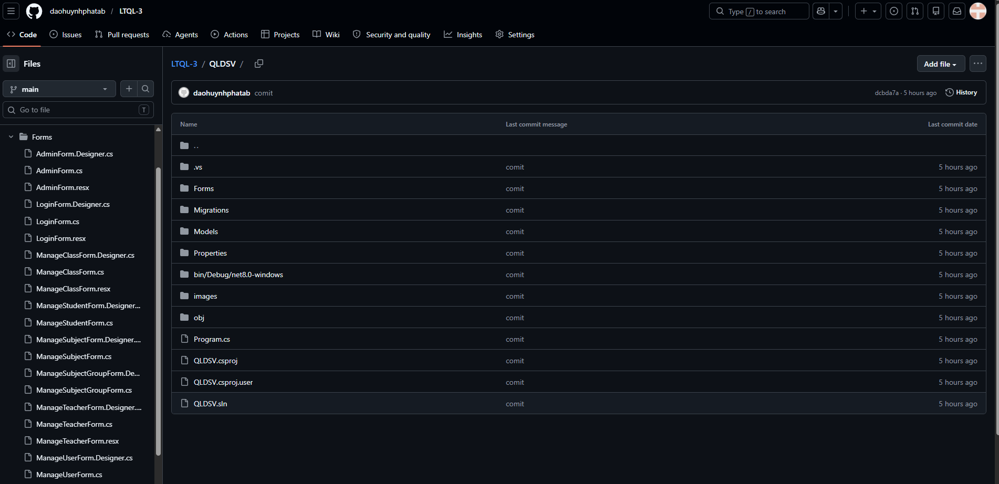 daohuynhphatab / LTQL-3
Type / to search
Code
Issues
Pull requests
Agents
Actions
Projects
Wiki
Security and quality
Insights
Settings
Files
main
Go to file
T
Forms
AdminForm.Designer.cs
AdminForm.cs
AdminForm.resx
LoginForm.Designer.cs
LoginForm.cs
LoginForm.resx
ManageClassForm.Designer.cs
ManageClassForm.cs
ManageClassForm.resx
ManageStudentForm.Designer...
ManageStudentForm.cs
ManageSubjectForm.Designer....
ManageSubjectForm.cs
ManageSubjectGroupForm.De...
ManageSubjectGroupForm.cs
ManageTeacherForm.Designer....
ManageTeacherForm.cs
ManageTeacherForm.resx
ManageUserForm.Designer.cs
ManageUserForm.cs
LTQL-3 / QLDSV /
Add file
daohuynhphatab comit
dcbda7a · 5 hours ago
History
Name Last commit message Last commit date
..
.vs comit 5 hours ago
Forms comit 5 hours ago
Migrations comit 5 hours ago
Models comit 5 hours ago
Properties comit 5 hours ago
bin/Debug/net8.0-windows comit 5 hours ago
images comit 5 hours ago
obj comit 5 hours ago
Program.cs comit 5 hours ago
QLDSV.csproj comit 5 hours ago
QLDSV.csproj.user comit 5 hours ago
QLDSV.sln comit 5 hours ago